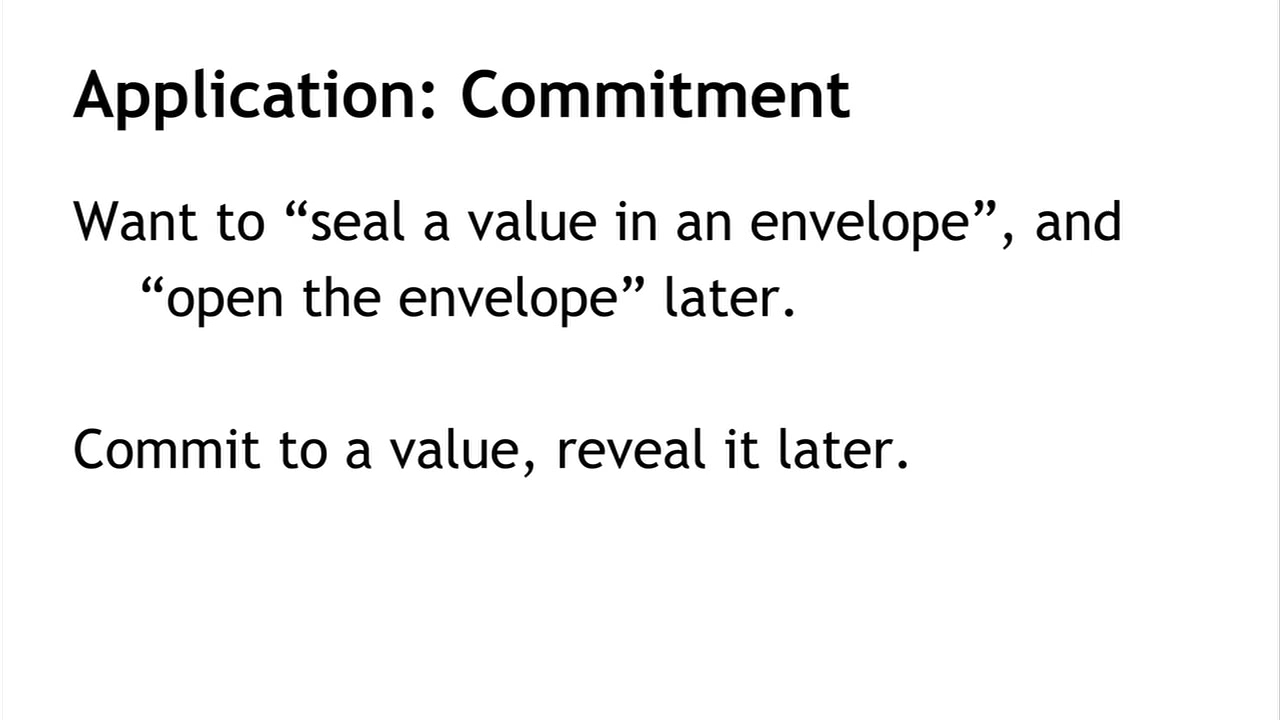 Application: Commitment
Want to “seal a value in an envelope”, and
“open the envelope” later.
Commit to a value, reveal it later.